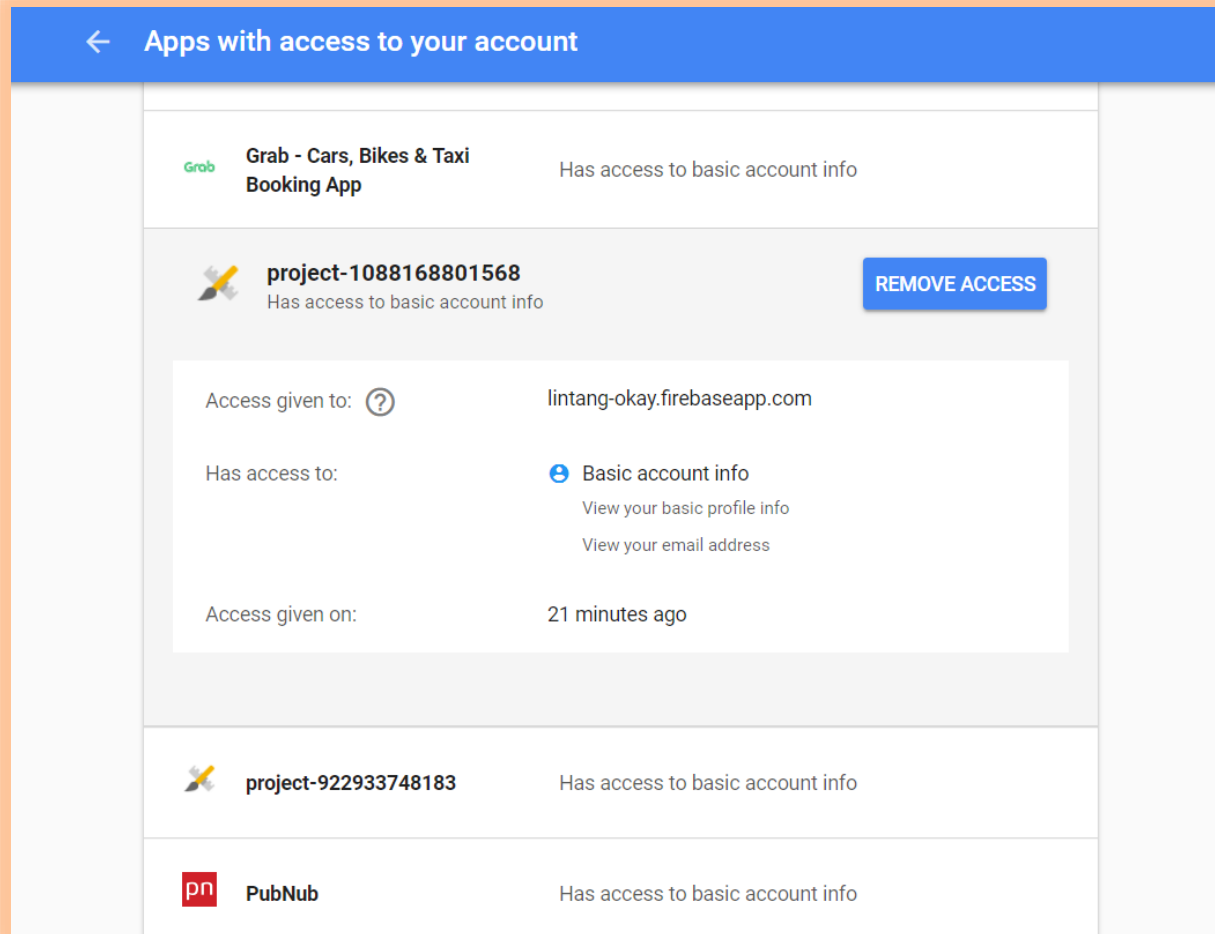 Apps with access to your account
Grab
Grab - Cars, Bikes & Taxi
Booking App
Has access to basic account info
project-1088168801568
Has access to basic account info
REMOVE ACCESS
Access given to: ?
lintang-okay.firebaseapp.com
Has access to:
Basic account info
View your basic profile info
View your email address
Access given on:
21 minutes ago
project-922933748183
Has access to basic account info
pn
PubNub
Has access to basic account info